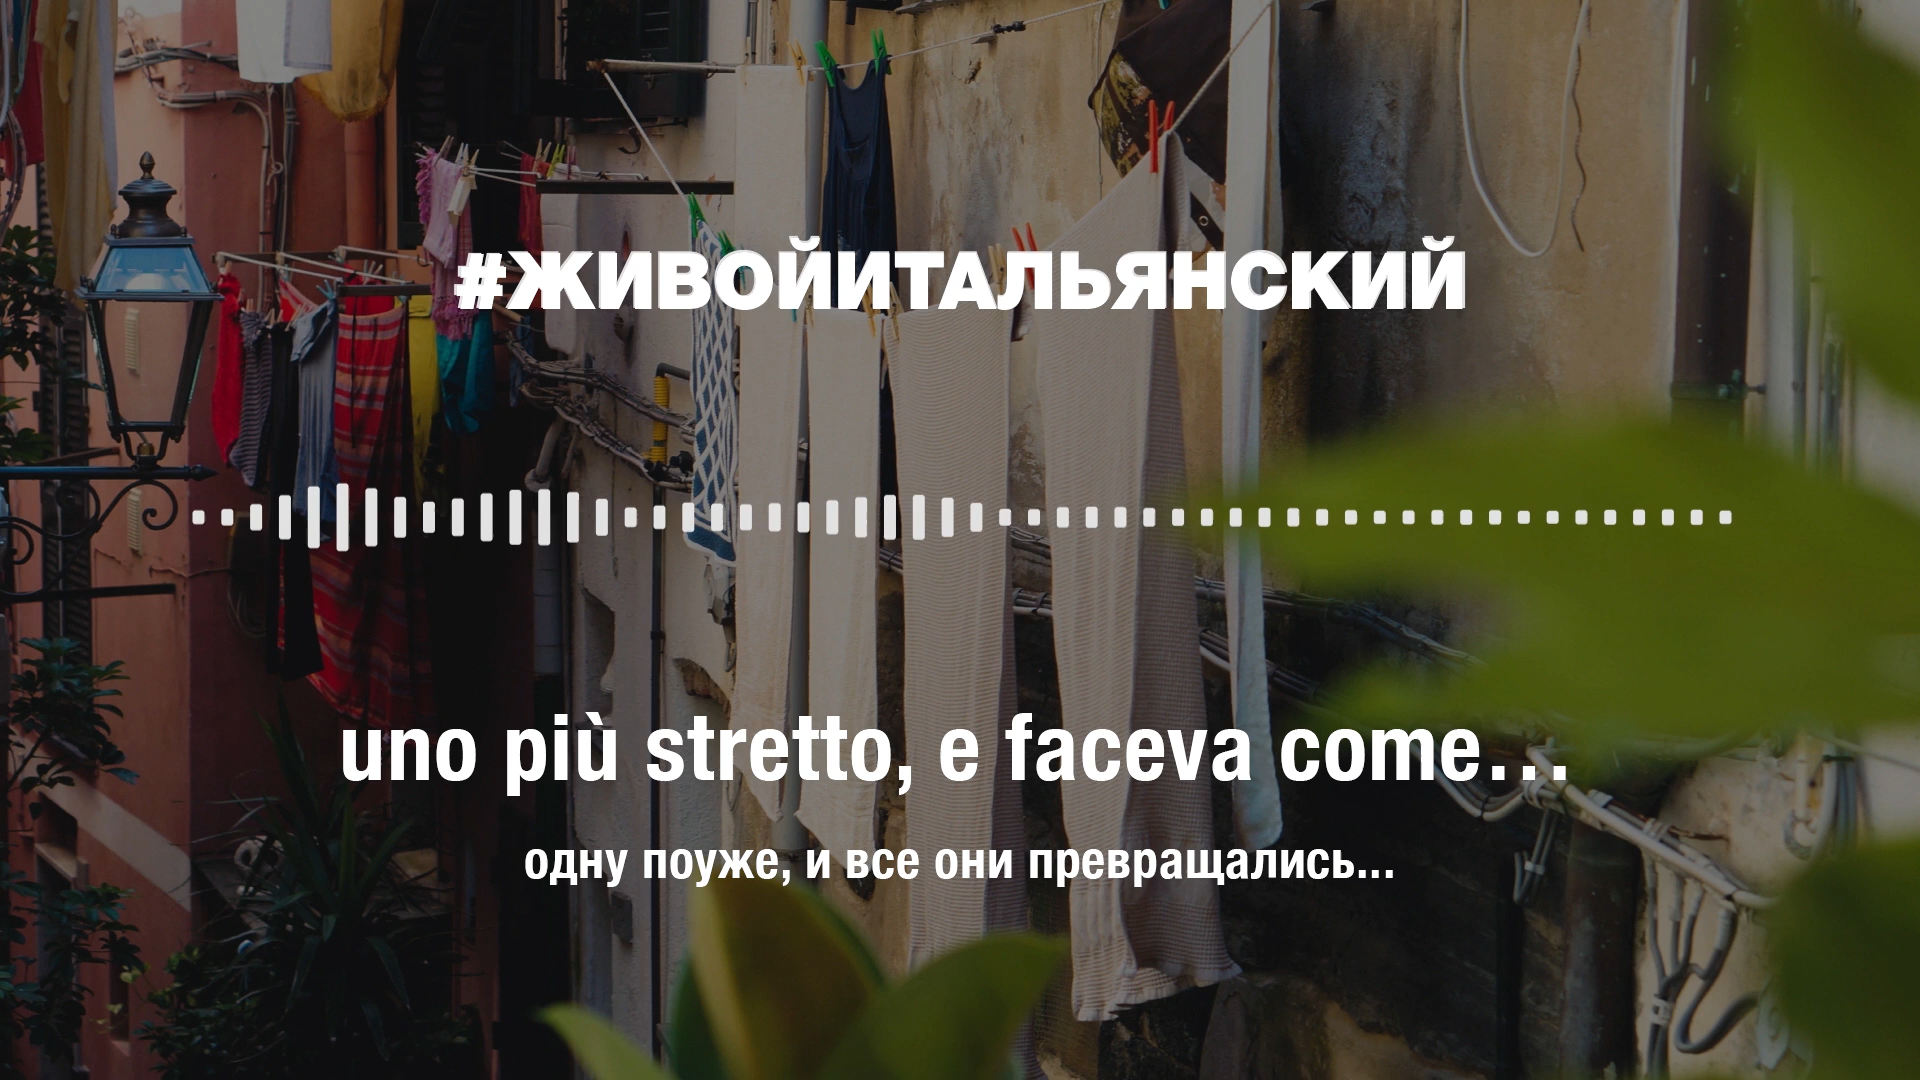 #ЖИВОЙИТАЛЬЯНСКИЙ
uno più stretto, e faceva come…
одну поуже, и все они превращались...